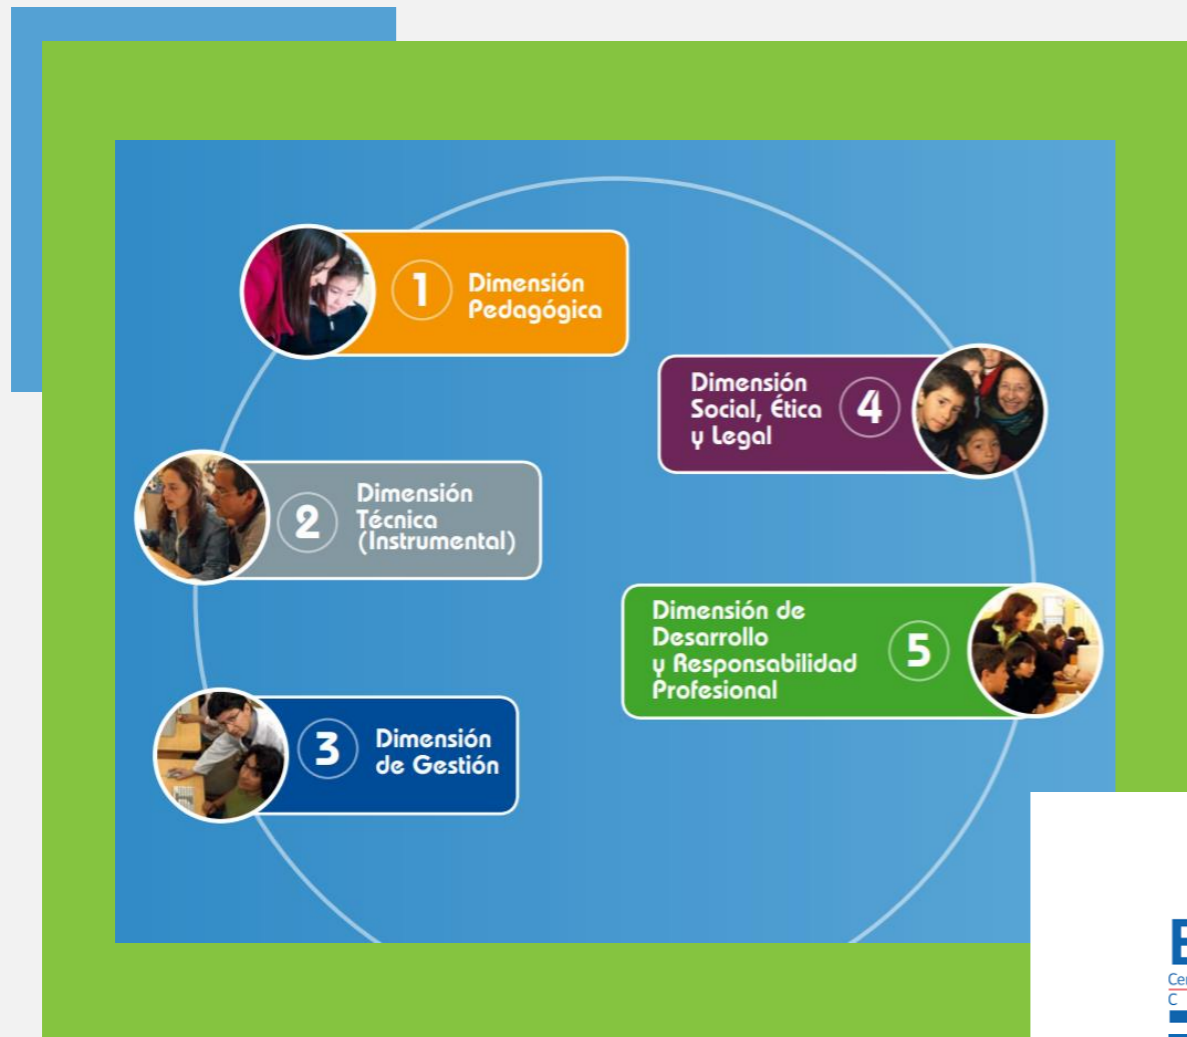 1
Dimensión
Pedagógica
2
Dimensión
Técnica
(Instrumental)
3
Dimensión
de Gestión
Dimensión
Social, Ética
y Legal
4
Dimensión de
Desarrollo
y Responsabilidad
Profesional
5